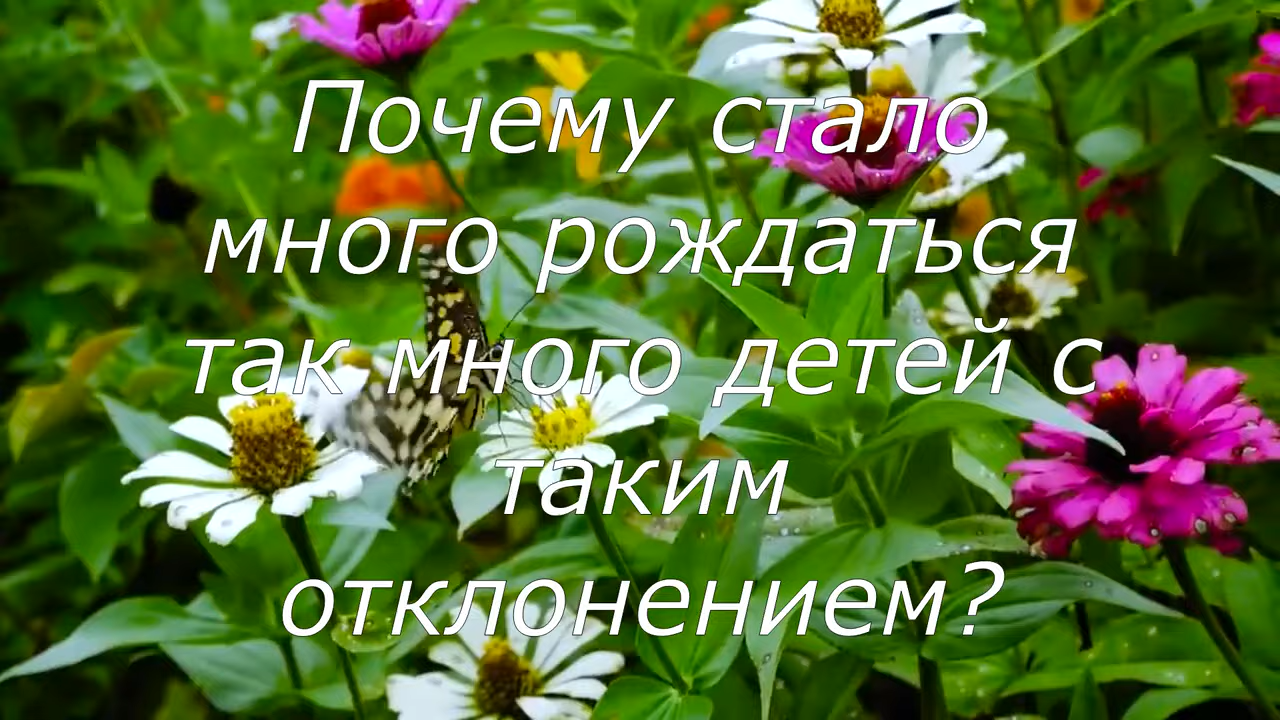 Почему стало
много рождаться
так много детей с
таким
отклонением?